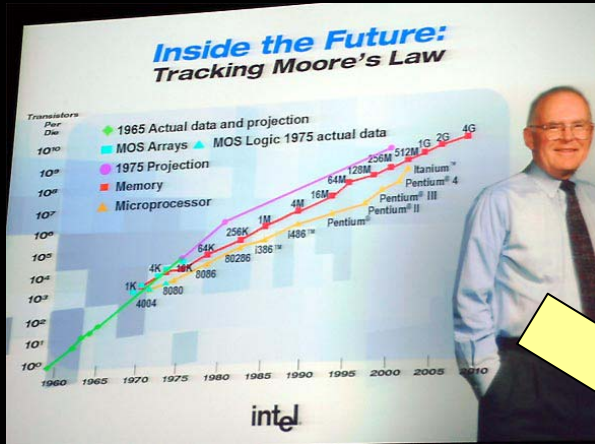 Inside the Future:
Tracking Moore's Law
Transistors
Per
Die
1965 Actual data and projection
MOS Arrays MOS Logic 1975 actual data
1975 Projection
Memory
Microprocessor
10¹⁰
10⁹
10⁸
10⁷
10⁶
10⁵
10⁴
10³
10²
10¹
10⁰
1K
4K
16K
64K
256K
1M
4M
16M
64M
128M
256M
512M
1G
2G
4G
4004
8080
8086
80286
i386™
i486™
Pentium®
Pentium® II
Pentium® III
Pentium® 4
Itanium™
1960 1965 1970 1975 1980 1985 1990 1995 2000 2005 2010
intel